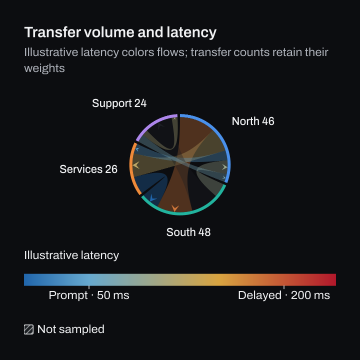 Transfer volume and latency
Illustrative latency colors flows; transfer counts retain their
weights
Support 24
North 46
Services 26
South 48
Illustrative latency
Prompt · 50 ms
Delayed · 200 ms
Not sampled